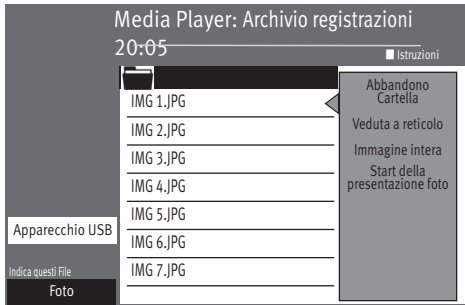 Media Player: Archivio registrazioni
20:05
Istruzioni
IMG 1.JPG
IMG 2.JPG
IMG 3.JPG
IMG 4.JPG
IMG 5.JPG
IMG 6.JPG
IMG 7.JPG
Abbandono
Cartella
Veduta a reticolo
Immagine intera
Start della
presentazione foto
Apparecchio USB
Indica questi File
Foto